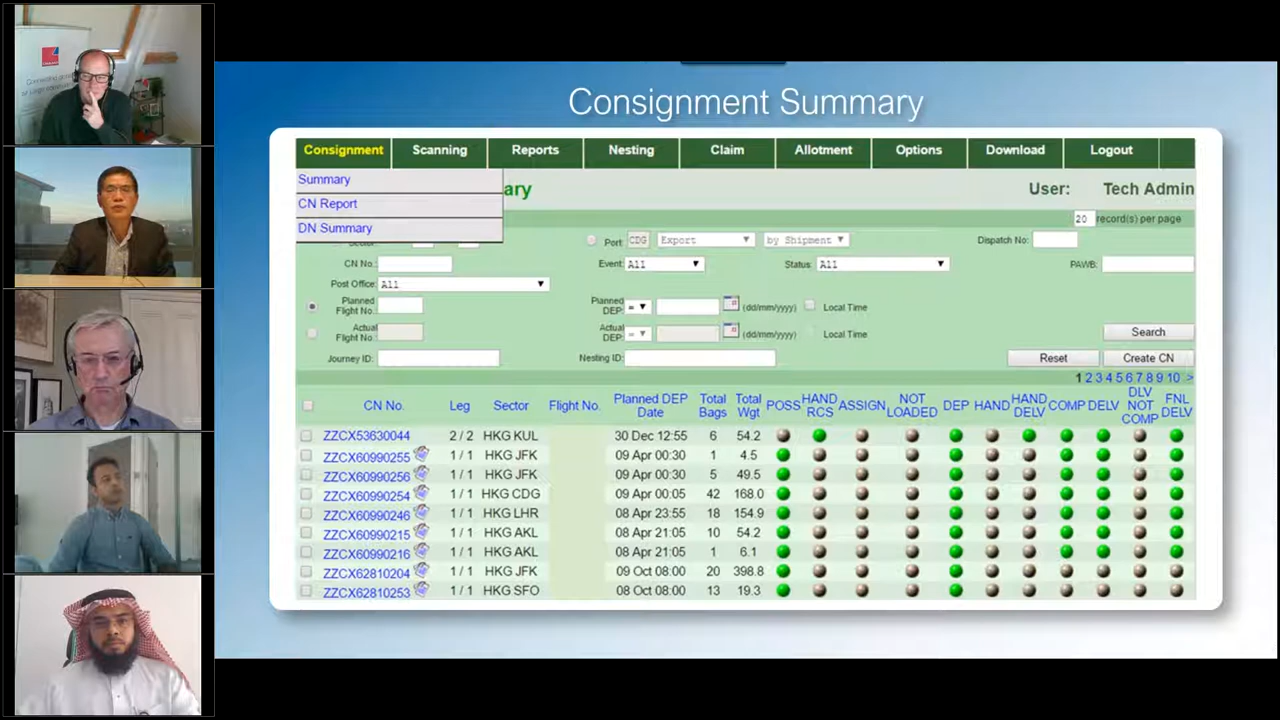 Consignment Summary
Consignment Scanning Reports Nesting Claim Allotment Options Download Logout
Summary
ary User: Tech Admin
CN Report
20 record(s) per page
DN Summary
Port: CDG Export by Shipment Dispatch No:
CN No.: Event: All Status: All PAWB:
Post Office: All
Planned Flight No.: Planned DEP: = (dd/mm/yyyy) Local Time
Actual Flight No.: Actual DEP: = (dd/mm/yyyy) Local Time Search
Journey ID: Nesting ID: Reset Create CN
1 2 3 4 5 6 7 8 9 10 >
CN No. Leg Sector Flight No. Planned DEP Date Total Bags Total Wgt POSS HAND RCS ASSIGN NOT LOADED DEP HAND HAND DELV COMP DELV DLV NOT COMP FNL DELV
ZZCX53630044 2 / 2 HKG KUL 30 Dec 12:55 6 54.2
ZZCX60990255 1 / 1 HKG JFK 09 Apr 00:30 1 4.5
ZZCX60990256 1 / 1 HKG JFK 09 Apr 00:30 5 49.5
ZZCX60990254 1 / 1 HKG CDG 09 Apr 00:05 42 168.0
ZZCX60990246 1 / 1 HKG LHR 08 Apr 23:55 18 154.9
ZZCX60990215 1 / 1 HKG AKL 08 Apr 21:05 10 54.2
ZZCX60990216 1 / 1 HKG AKL 08 Apr 21:05 1 6.1
ZZCX62810204 1 / 1 HKG JFK 09 Oct 08:00 20 398.8
ZZCX62810253 1 / 1 HKG SFO 08 Oct 08:00 13 19.3